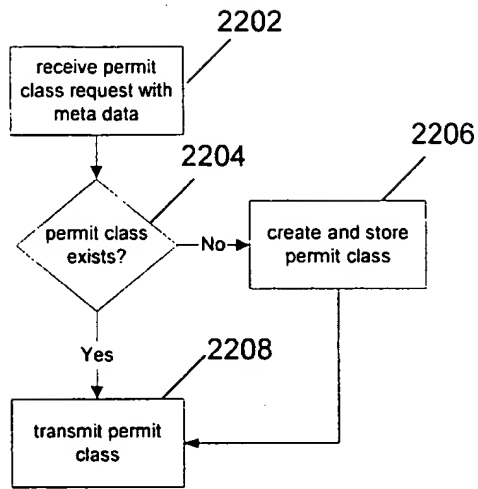 2202
receive permit
class request with
meta data
2204
2206
permit class
exists?
No
create and store
permit class
Yes
2208
transmit permit
class